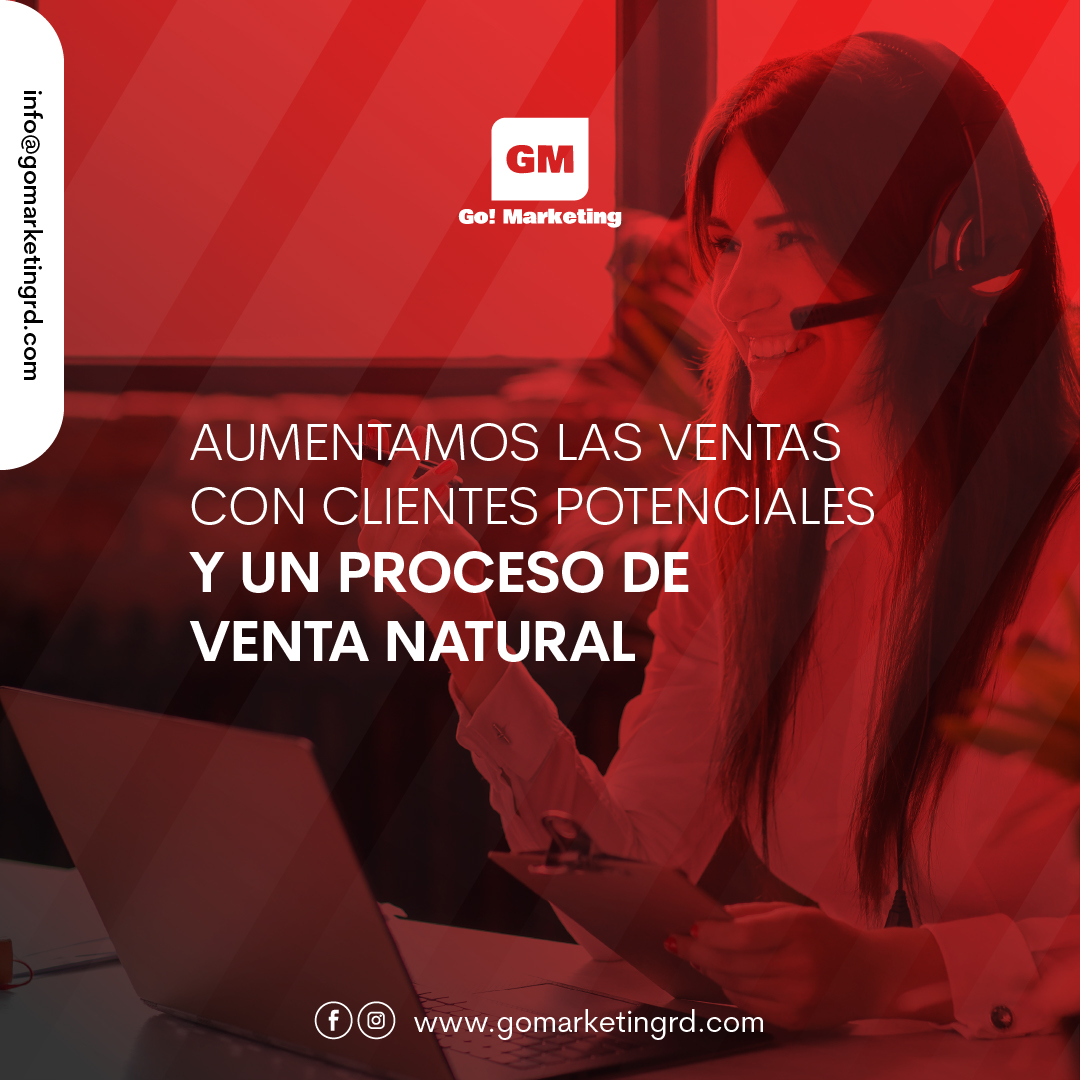 info@gomarketingrd.com
GM
Go! Marketing
AUMENTAMOS LAS VENTAS
CON CLIENTES POTENCIALES
Y UN PROCESO DE
VENTA NATURAL
www.gomarketingrd.com